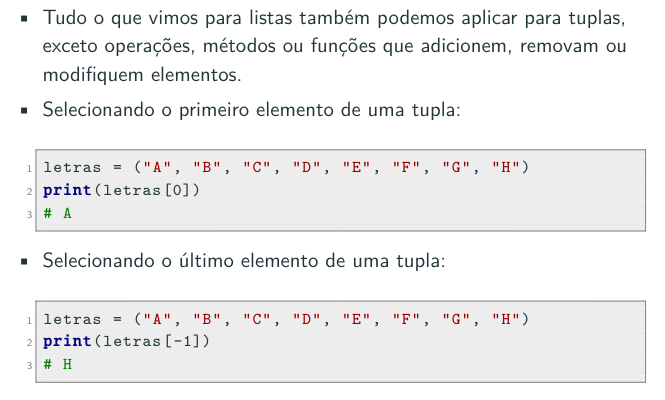 ▪ Tudo o que vimos para listas também podemos aplicar para tuplas,
exceto operações, métodos ou funções que adicionem, removam ou
modifiquem elementos.
▪ Selecionando o primeiro elemento de uma tupla:
1 letras = ("A", "B", "C", "D", "E", "F", "G", "H")
2 print(letras[0])
3 # A
▪ Selecionando o último elemento de uma tupla:
1 letras = ("A", "B", "C", "D", "E", "F", "G", "H")
2 print(letras[-1])
3 # H